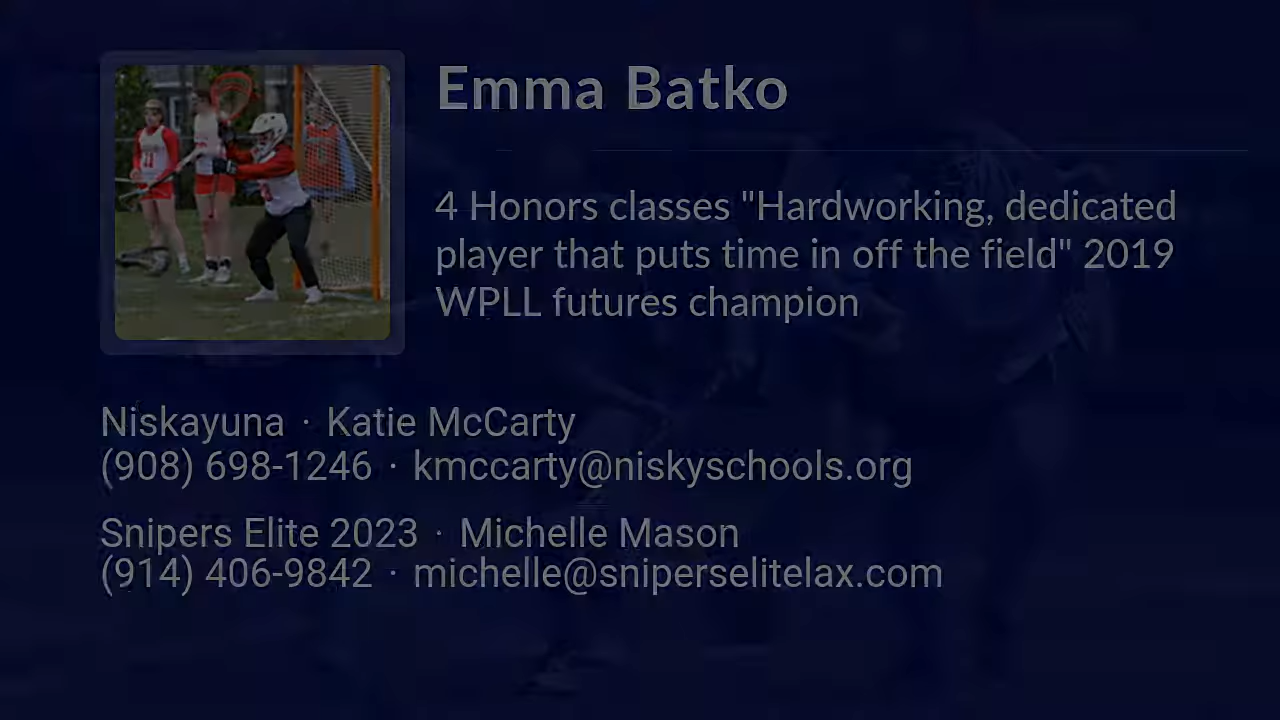 Emma Batko
4 Honors classes "Hardworking, dedicated
player that puts time in off the field" 2019
WPLL futures champion
Niskayuna · Katie McCarty
(908) 698-1246 · kmccarty@niskyschools.org
Snipers Elite 2023 · Michelle Mason
(914) 406-9842 · michelle@sniperselitelax.com